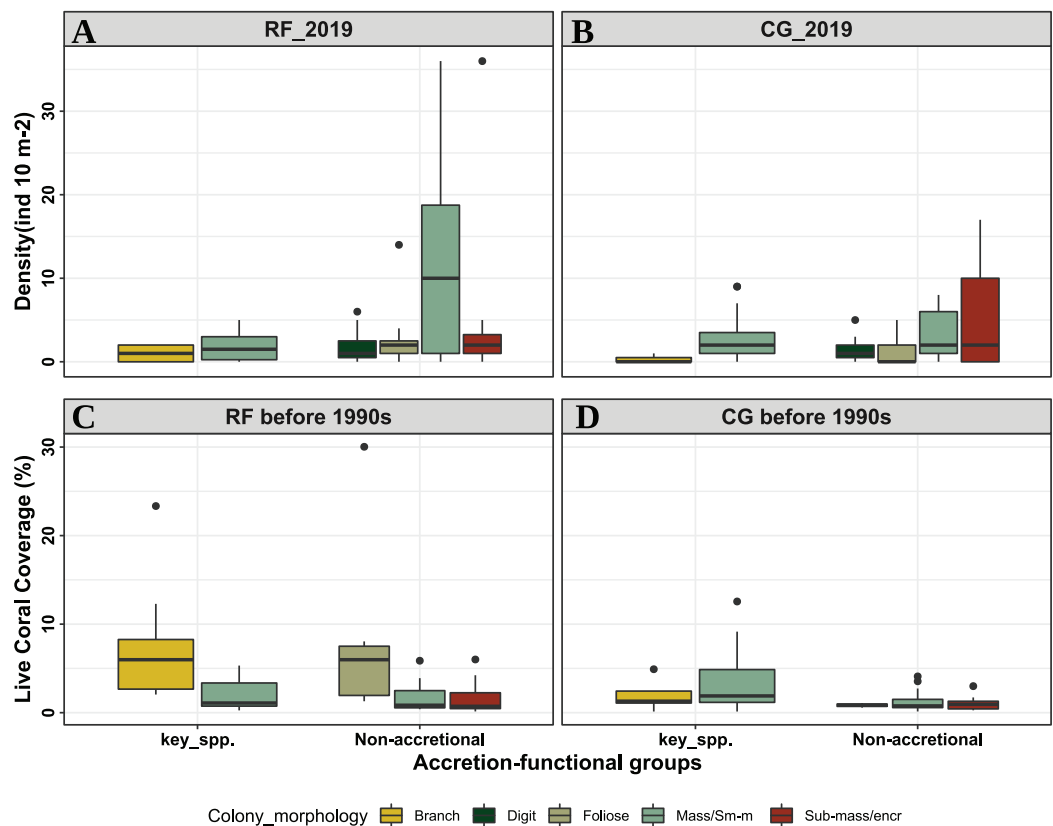 A RF_2019
B CG_2019
Density(ind 10 m-2)
30
20
10
0
C RF before 1990s
D CG before 1990s
Live Coral Coverage (%)
30
20
10
0
key_spp. Non-accretional key_spp. Non-accretional
Accretion-functional groups
Colony_morphology Branch Digit Foliose Mass/Sm-m Sub-mass/encr